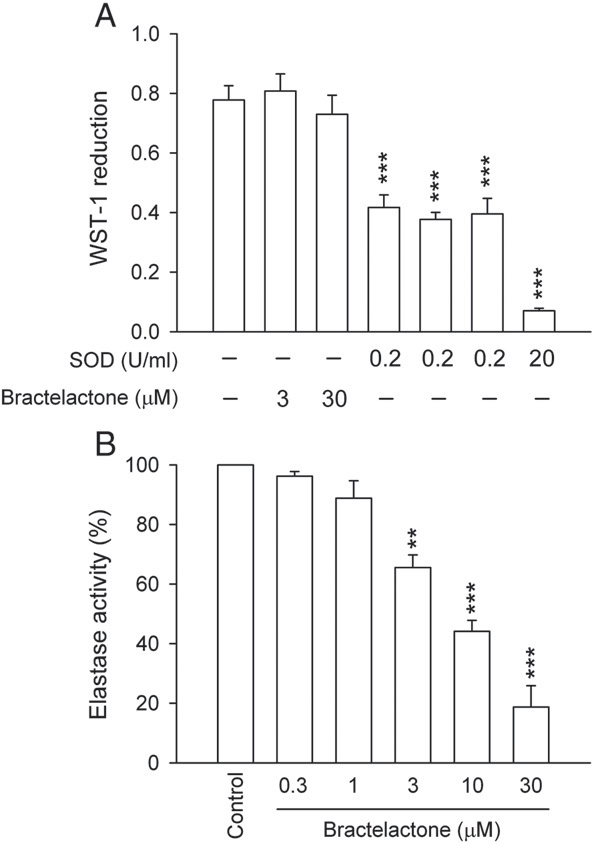 A
1.0
0.8
0.6
0.4
0.2
0.0
WST-1 reduction
*** *** *** ***
SOD (U/ml) – – – 0.2 0.2 0.2 20
Bractelactone (μM) – 3 30 – – – –
B
100
80
60
40
20
0
Elastase activity (%)
** *** ***
Control 0.3 1 3 10 30
Bractelactone (μM)